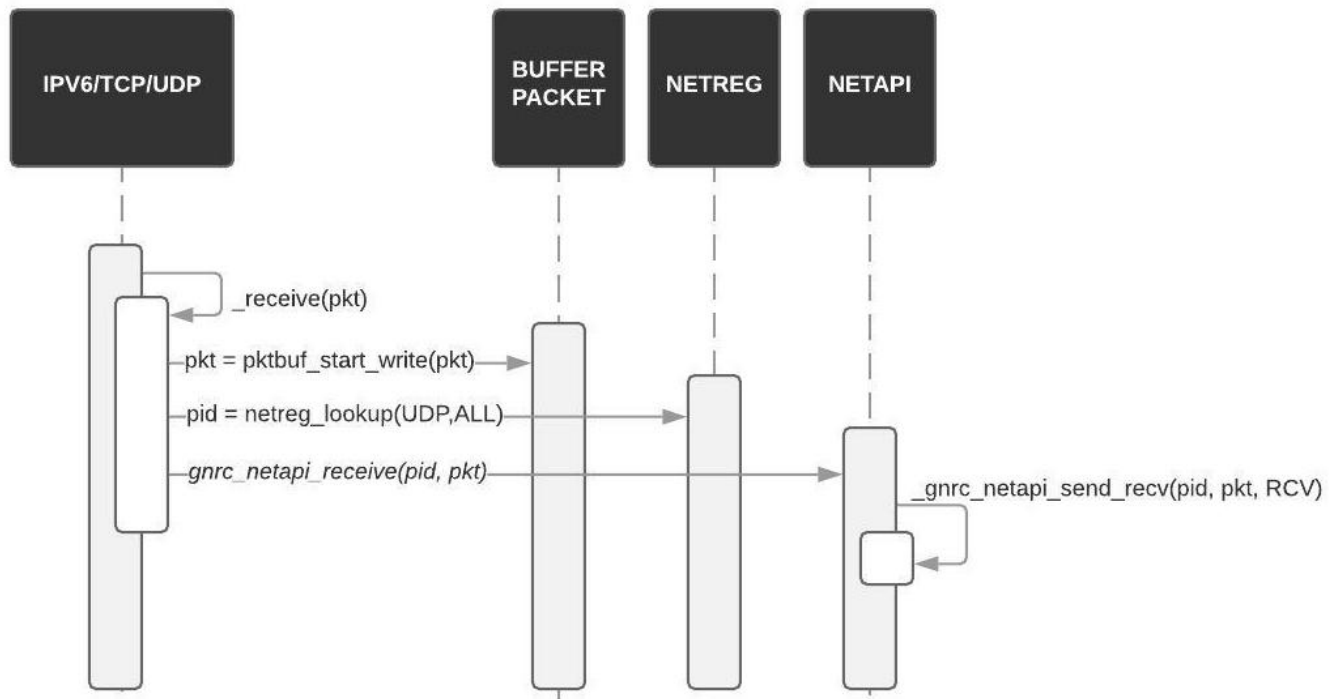 IPV6/TCP/UDP
BUFFER
PACKET
NETREG
NETAPI
_receive(pkt)
pkt = pktbuf_start_write(pkt)
pid = netreg_lookup(UDP,ALL)
gnrc_netapi_receive(pid, pkt)
_gnrc_netapi_send_recv(pid, pkt, RCV)